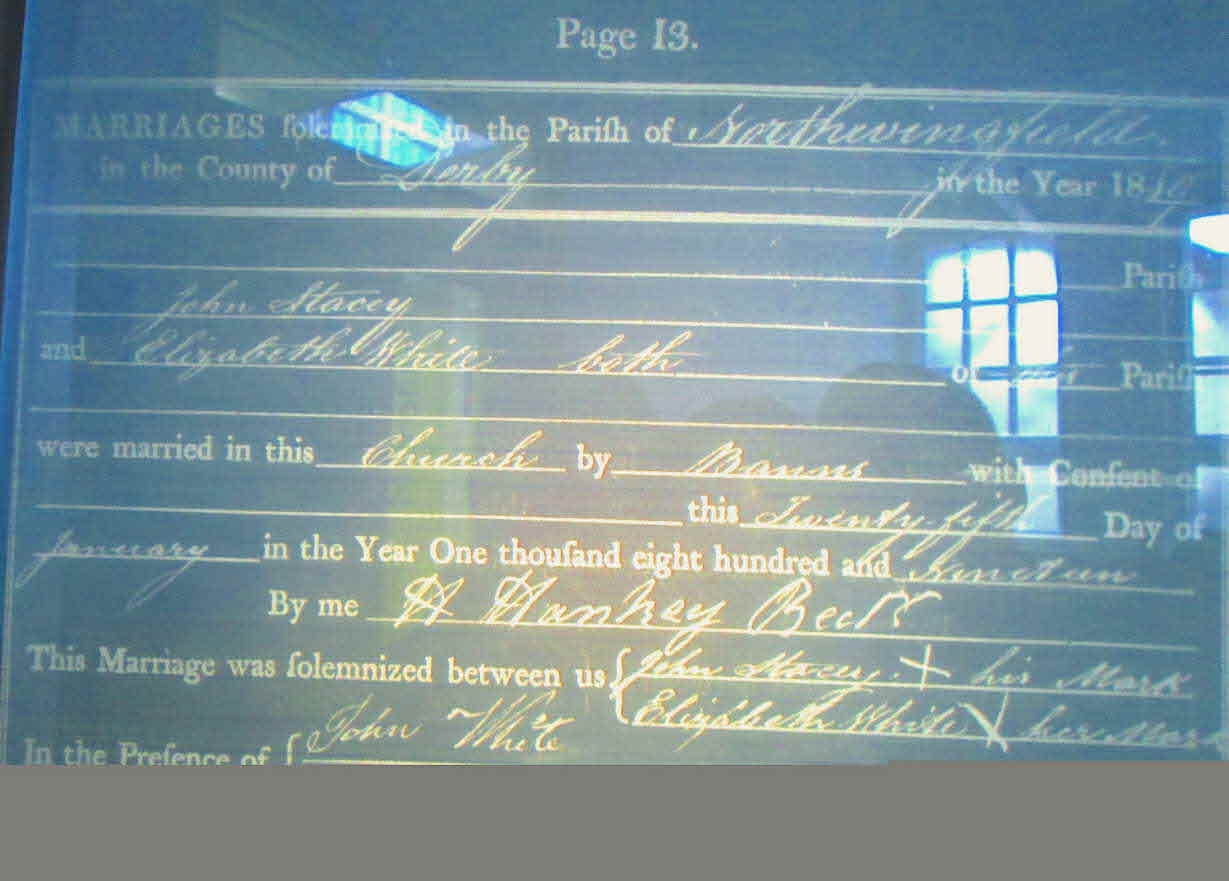 Page 13.
MARRIAGES ſolemnized in the Pariſh of Northwingfield.
in the County of Derby in the Year 1819
Pariſh
John Stacey
and Elizabeth White both of this Pariſh
were married in this Church by Banns with Conſent of
this Twenty-fifth Day of
January in the Year One thouſand eight hundred and nineteen
By me H Hankey Rectr
This Marriage was ſolemnized between us { John Stacey. X his Mark
Elizabeth White X her Mark
In the Preſence of { John White